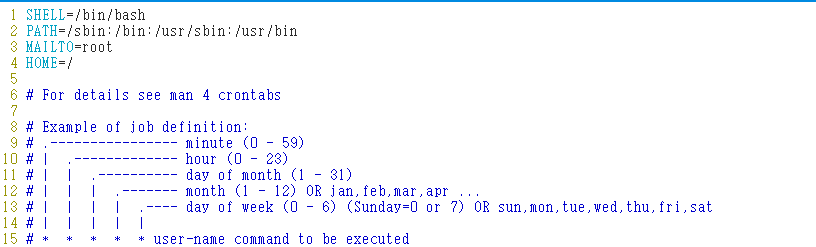 1 SHELL=/bin/bash
2 PATH=/sbin:/bin:/usr/sbin:/usr/bin
3 MAILTO=root
4 HOME=/
5
6 # For details see man 4 crontabs
7
8 # Example of job definition:
9 # .---------------- minute (0 - 59)
10 # |  .------------- hour (0 - 23)
11 # |  |  .---------- day of month (1 - 31)
12 # |  |  |  .------- month (1 - 12) OR jan,feb,mar,apr ...
13 # |  |  |  |  .---- day of week (0 - 6) (Sunday=0 or 7) OR sun,mon,tue,wed,thu,fri,sat
14 # |  |  |  |  |
15 # *  *  *  *  * user-name command to be executed